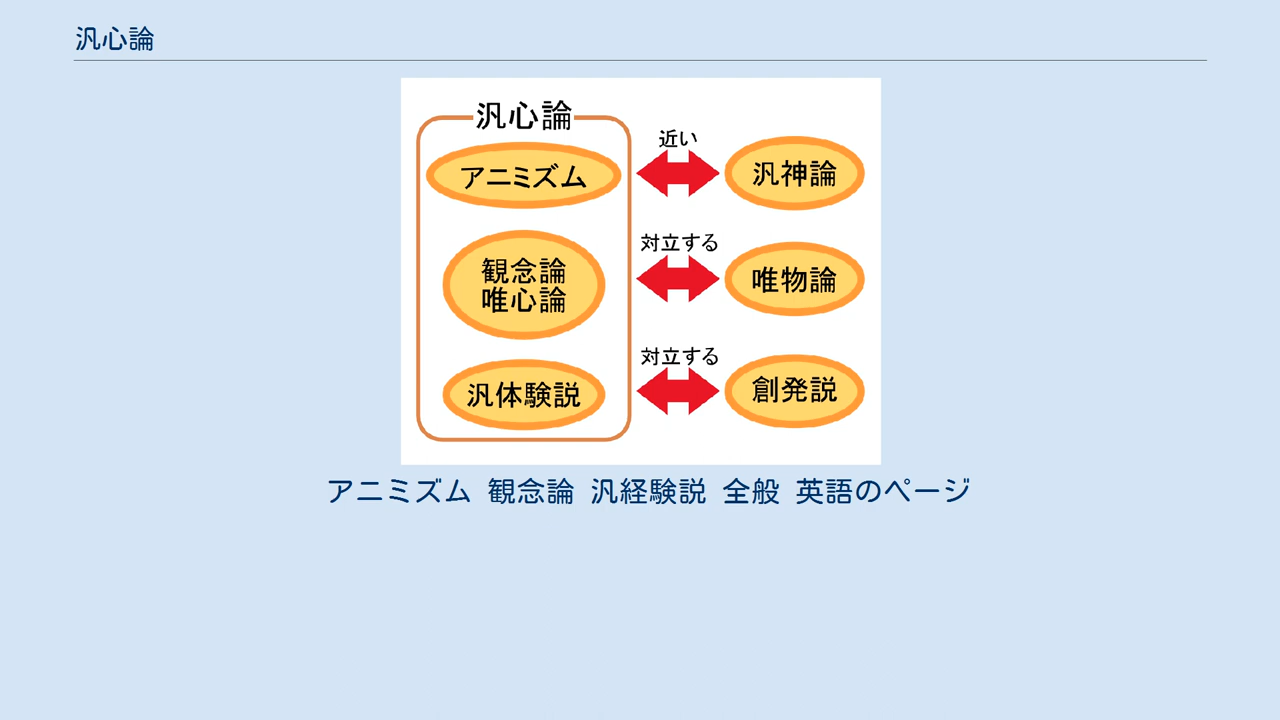 汎心論
汎心論
アニミズム
近い
汎神論
観念論
唯心論
対立する
唯物論
汎体験説
対立する
創発説
アニミズム 観念論 汎経験説 全般 英語のページ